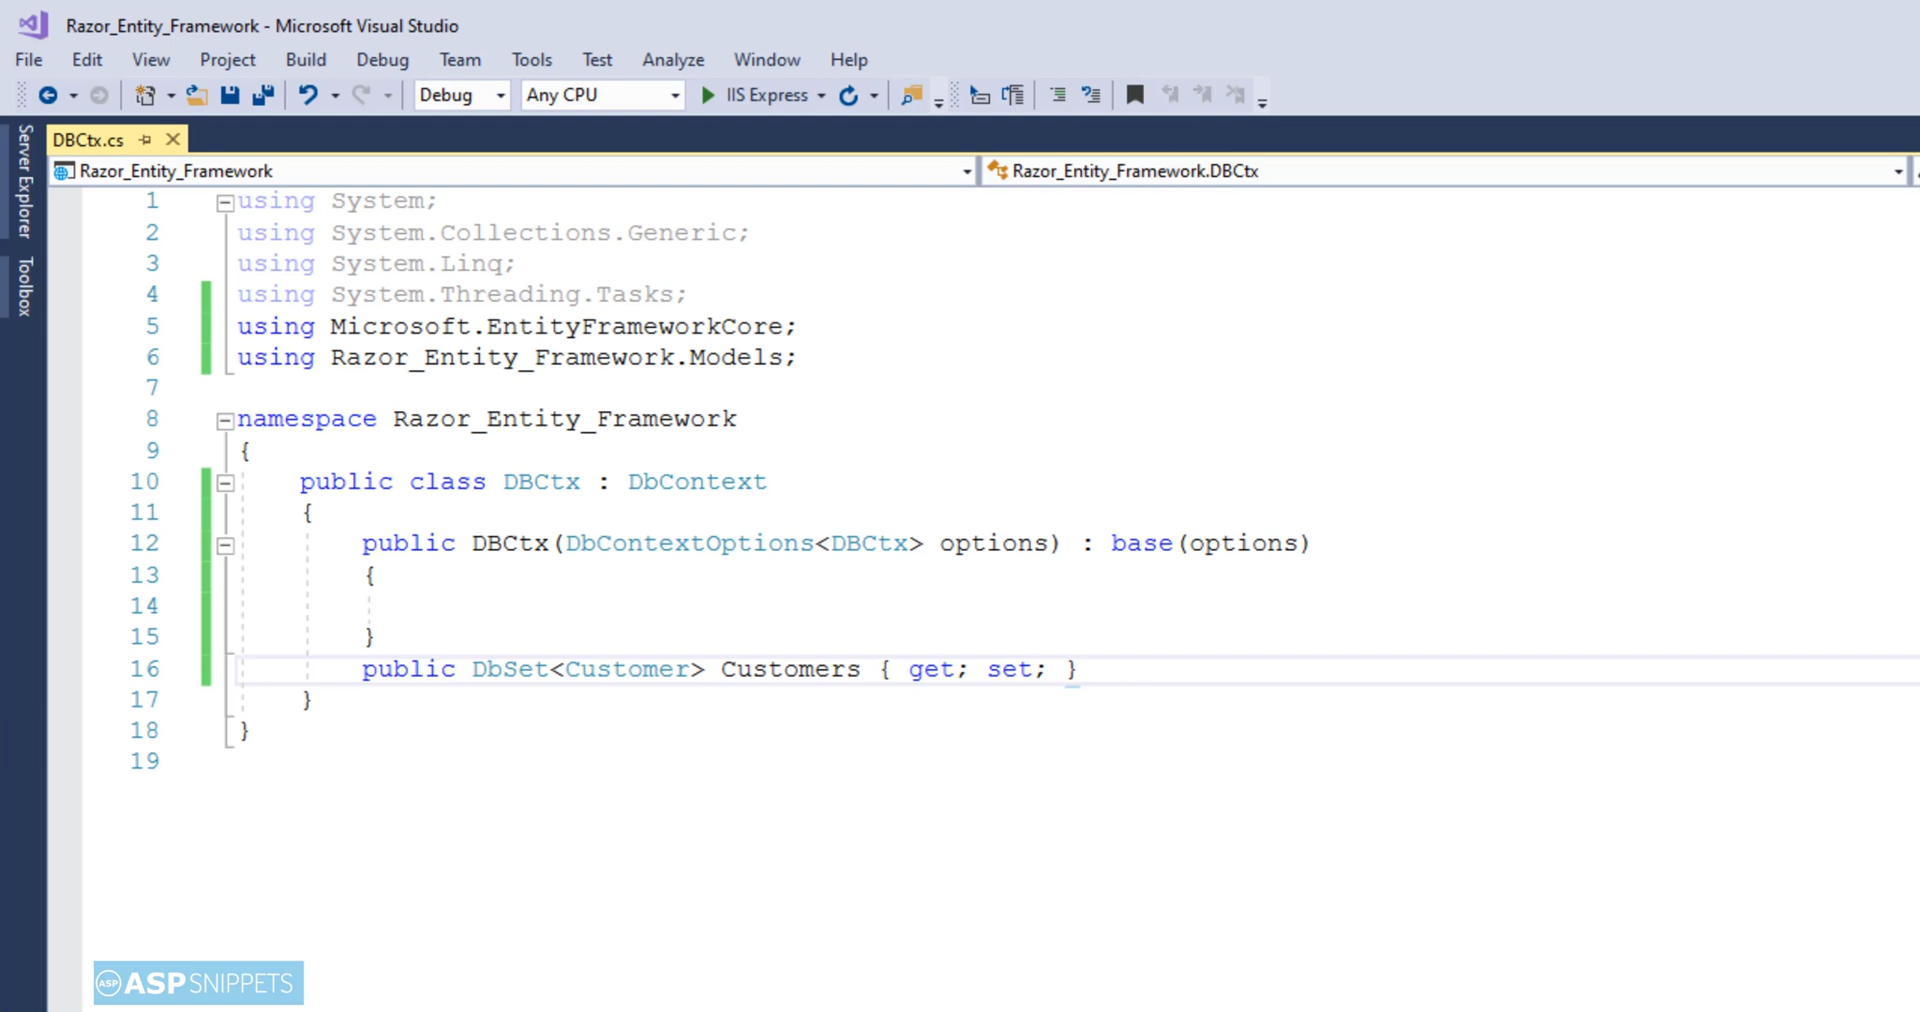 Razor_Entity_Framework - Microsoft Visual Studio
File Edit View Project Build Debug Team Tools Test Analyze Window Help
Debug Any CPU IIS Express
Server Explorer
Toolbox
DBCtx.cs
Razor_Entity_Framework Razor_Entity_Framework.DBCtx
1 using System;
2 using System.Collections.Generic;
3 using System.Linq;
4 using System.Threading.Tasks;
5 using Microsoft.EntityFrameworkCore;
6 using Razor_Entity_Framework.Models;
7
8 namespace Razor_Entity_Framework
9 {
10 public class DBCtx : DbContext
11 {
12 public DBCtx(DbContextOptions<DBCtx> options) : base(options)
13 {
14
15 }
16 public DbSet<Customer> Customers { get; set; }
17 }
18 }
19
ASP ASPSNIPPETS